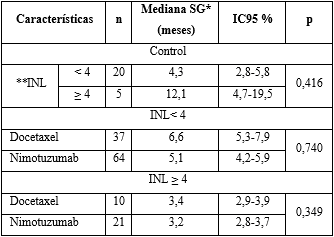 Características n Mediana SG* (meses) IC95 % p
Control
**INL < 4 20 4,3 2,8-5,8 0,416
≥ 4 5 12,1 4,7-19,5
INL< 4
Docetaxel 37 6,6 5,3-7,9 0,740
Nimotuzumab 64 5,1 4,2-5,9
INL ≥ 4
Docetaxel 10 3,4 2,9-3,9 0,349
Nimotuzumab 21 3,2 2,8-3,7